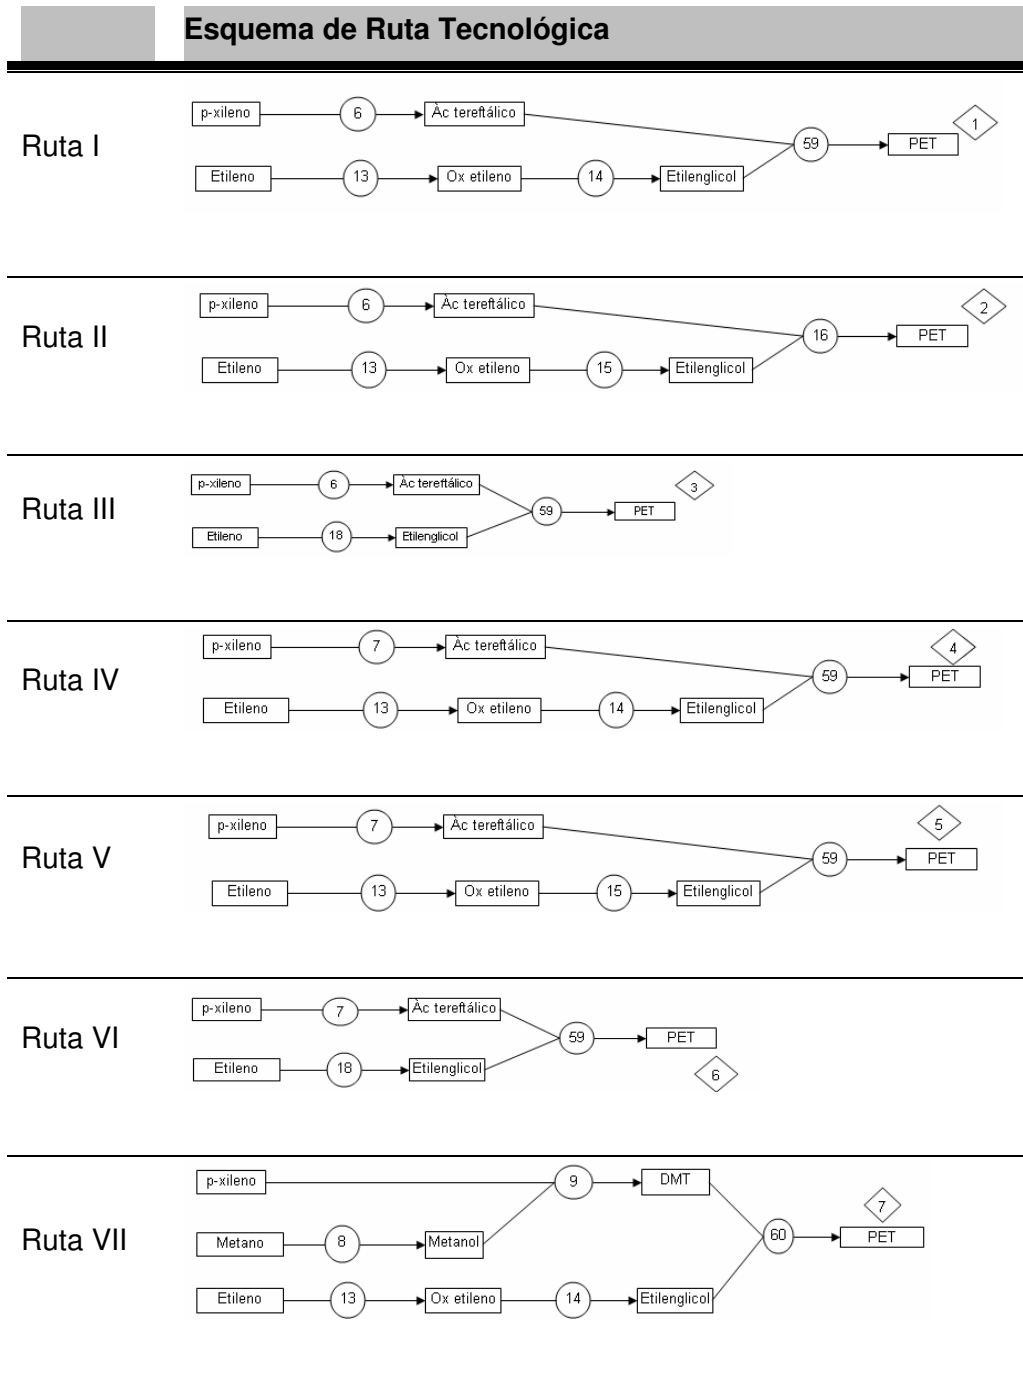 Esquema de Ruta Tecnológica
Ruta I
p-xileno 6 Àc tereftálico 1
59 PET
Etileno 13 Ox etileno 14 Etilenglicol
Ruta II
p-xileno 6 Àc tereftálico 2
16 PET
Etileno 13 Ox etileno 15 Etilenglicol
Ruta III
p-xileno 6 Àc tereftálico 3
59 PET
Etileno 18 Etilenglicol
Ruta IV
p-xileno 7 Àc tereftálico 4
59 PET
Etileno 13 Ox etileno 14 Etilenglicol
Ruta V
p-xileno 7 Àc tereftálico 5
59 PET
Etileno 13 Ox etileno 15 Etilenglicol
Ruta VI
p-xileno 7 Àc tereftálico
59 PET
Etileno 18 Etilenglicol 6
Ruta VII
p-xileno 9 DMT
7
Metano 8 Metanol 60 PET
Etileno 13 Ox etileno 14 Etilenglicol